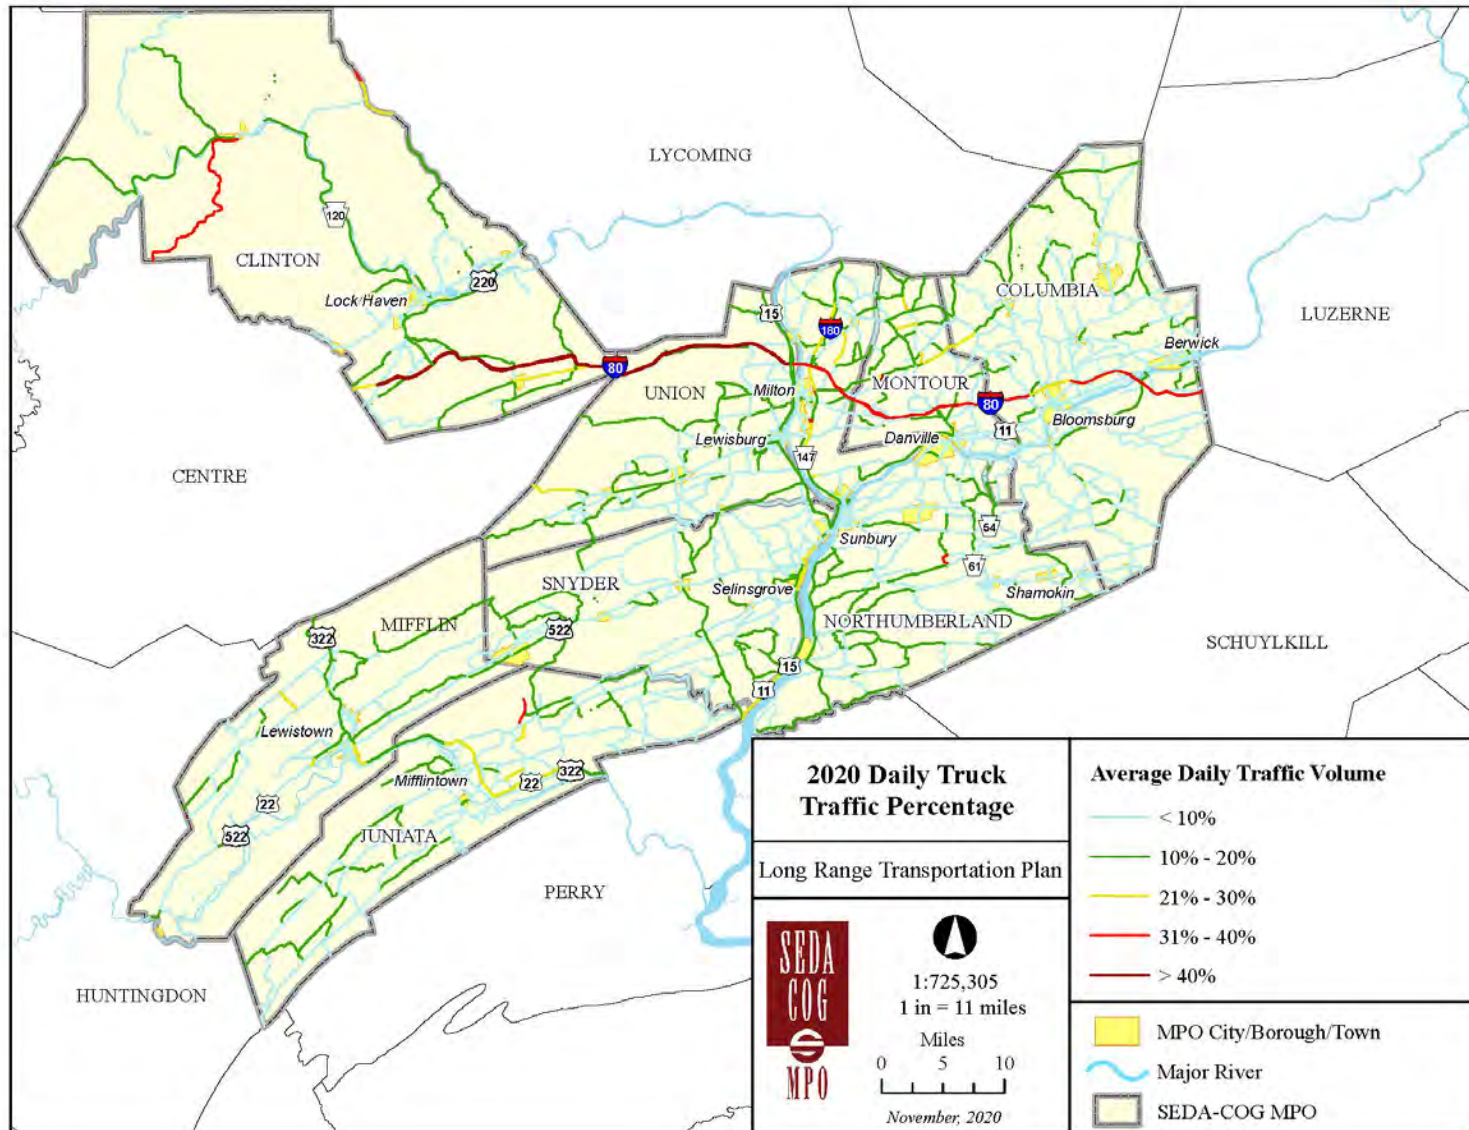 LYCOMING
120
CLINTON
220
Lock Haven
15
180
COLUMBIA
LUZERNE
Berwick
80
UNION
Milton
MONTOUR
80
Bloomsburg
11
Lewisburg
Danville
147
CENTRE
54
Sunbury
61
SNYDER
Selinsgrove
Shamokin
MIFFLIN
522
322
NORTHUMBERLAND
SCHUYLKILL
15
11
Lewistown
Mifflintown
322
22
22
522
JUNIATA
PERRY
HUNTINGDON
2020 Daily Truck
Traffic Percentage
Long Range Transportation Plan
SEDA
COG
MPO
1:725,305
1 in = 11 miles
Miles
0 5 10
November, 2020
Average Daily Traffic Volume
< 10%
10% - 20%
21% - 30%
31% - 40%
> 40%
MPO City/Borough/Town
Major River
SEDA-COG MPO